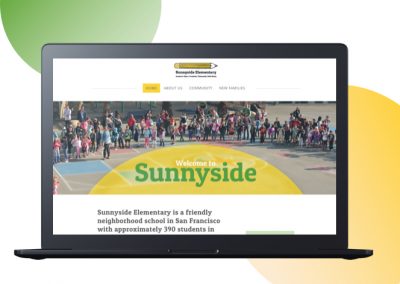 Sunnyside Elementary
HOME
ABOUT US
COMMUNITY
NEW FAMILIES
Welcome to
Sunnyside
Sunnyside Elementary is a friendly
neighborhood school in San Francisco
with approximately 390 students in